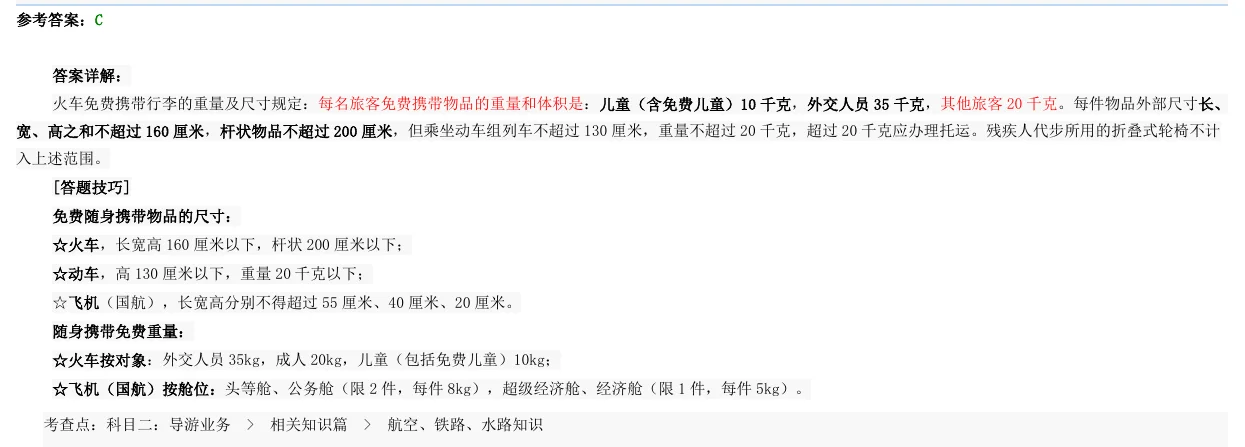 参考答案：C
答案详解：
火车免费携带行李的重量及尺寸规定：每名旅客免费携带物品的重量和体积是：儿童（含免费儿童）10 千克，外交人员 35 千克，其他旅客 20 千克。每件物品外部尺寸长、
宽、高之和不超过 160 厘米，杆状物品不超过 200 厘米，但乘坐动车组列车不超过 130 厘米，重量不超过 20 千克，超过 20 千克应办理托运。残疾人代步所用的折叠式轮椅不计
入上述范围。
[答题技巧]
免费随身携带物品的尺寸：
☆火车，长宽高 160 厘米以下，杆状 200 厘米以下；
☆动车，高 130 厘米以下，重量 20 千克以下；
☆飞机（国航），长宽高分别不得超过 55 厘米、40 厘米、20 厘米。
随身携带免费重量：
☆火车按对象：外交人员 35kg，成人 20kg，儿童（包括免费儿童）10kg；
☆飞机（国航）按舱位：头等舱、公务舱（限 2 件，每件 8kg），超级经济舱、经济舱（限 1 件，每件 5kg）。
考查点：科目二：导游业务 > 相关知识篇 > 航空、铁路、水路知识